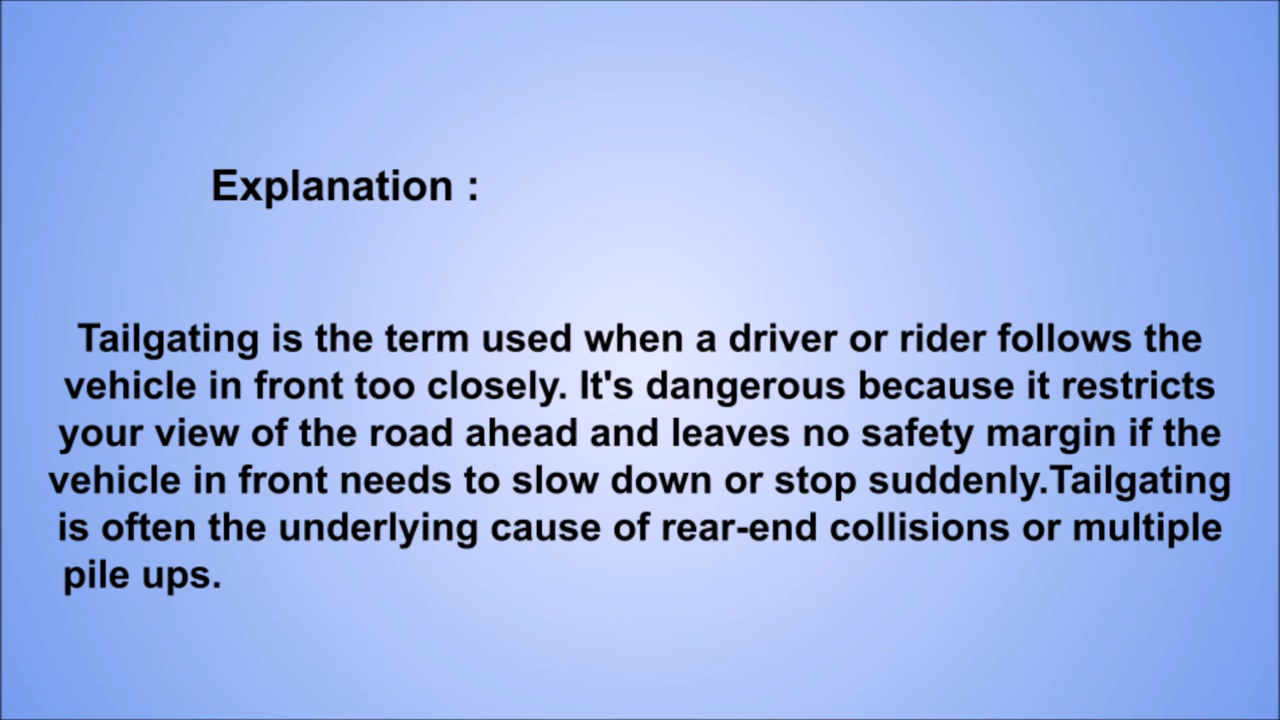 Explanation :
Tailgating is the term used when a driver or rider follows the
vehicle in front too closely. It's dangerous because it restricts
your view of the road ahead and leaves no safety margin if the
vehicle in front needs to slow down or stop suddenly.Tailgating
is often the underlying cause of rear-end collisions or multiple
pile ups.